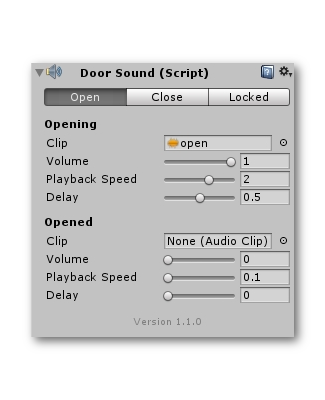 Door Sound (Script)
Open Close Locked
Opening
Clip open
Volume 1
Playback Speed 2
Delay 0.5
Opened
Clip None (Audio Clip)
Volume 0
Playback Speed 0.1
Delay 0
Version 1.1.0